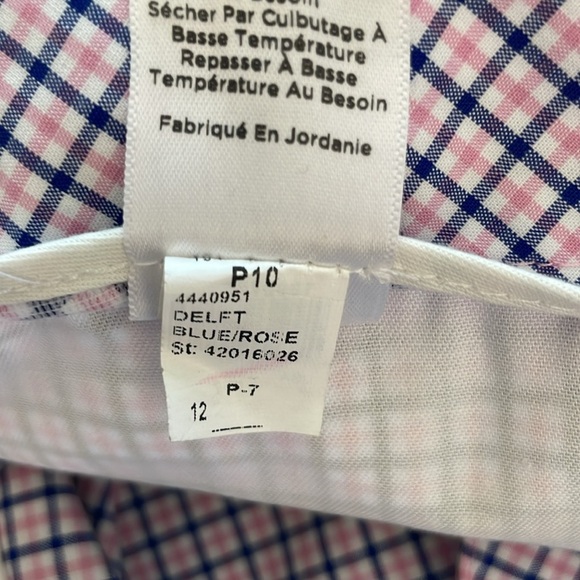 Sécher Par Culbutage À
Basse Température
Repasser À Basse
Température Au Besoin
Fabriqué En Jordanie
P10
4440951
DELFT
BLUE/ROSE
St: 42016026
P-7
12